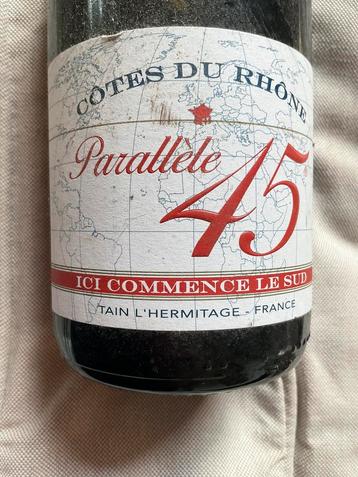 CÔTES DU RHÔNE
Parallèle 45
ICI COMMENCE LE SUD
TAIN L'HERMITAGE - FRANCE